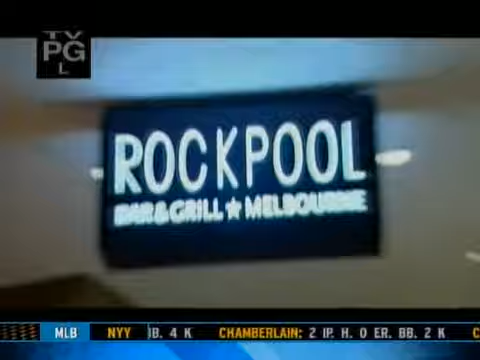 TV
PG
L
ROCKPOOL
BAR&GRILL★MELBOURNE
MLB NYY B. 4 K CHAMBERLAIN: 2 IP. H. 0 ER. BB. 2 K